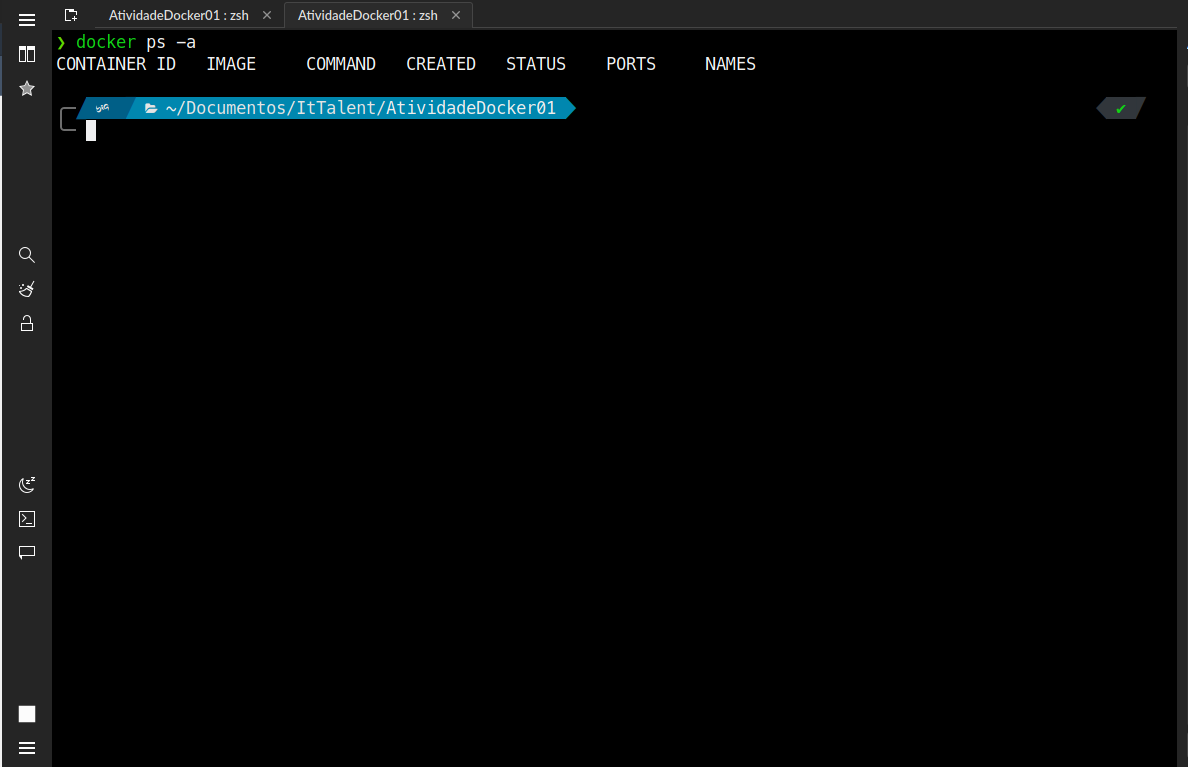 AtividadeDocker01 : zsh AtividadeDocker01 : zsh
❯ docker ps -a
CONTAINER ID IMAGE COMMAND CREATED STATUS PORTS NAMES
~/Documentos/ItTalent/AtividadeDocker01 ✔